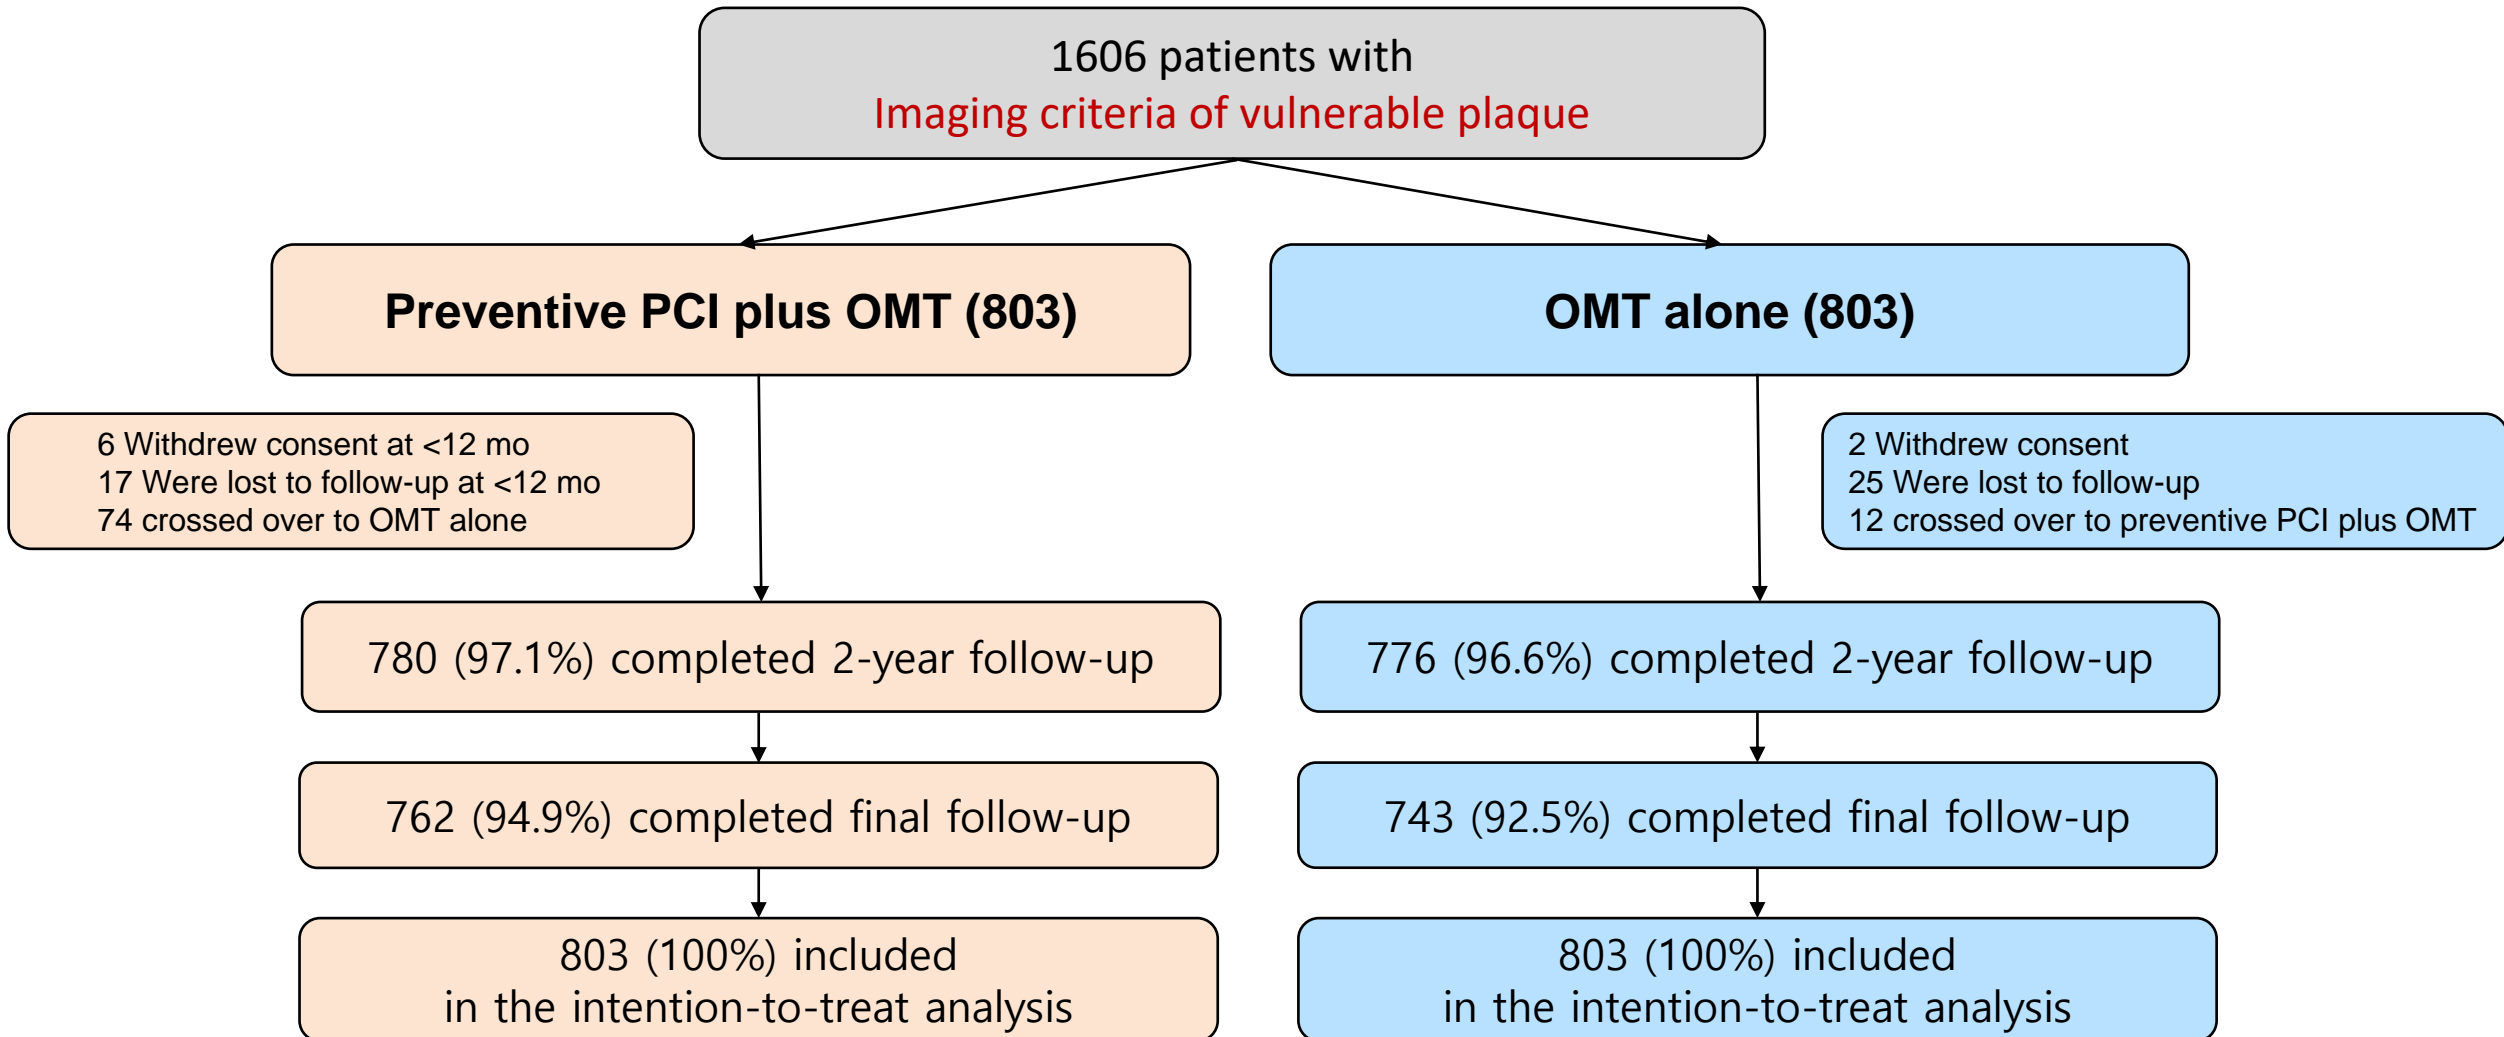 1606 patients with
Imaging criteria of vulnerable plaque
Preventive PCI plus OMT (803)
OMT alone (803)
6 Withdrew consent at <12 mo
17 Were lost to follow-up at <12 mo
74 crossed over to OMT alone
2 Withdrew consent
25 Were lost to follow-up
12 crossed over to preventive PCI plus OMT
780 (97.1%) completed 2-year follow-up
776 (96.6%) completed 2-year follow-up
762 (94.9%) completed final follow-up
743 (92.5%) completed final follow-up
803 (100%) included
in the intention-to-treat analysis
803 (100%) included
in the intention-to-treat analysis